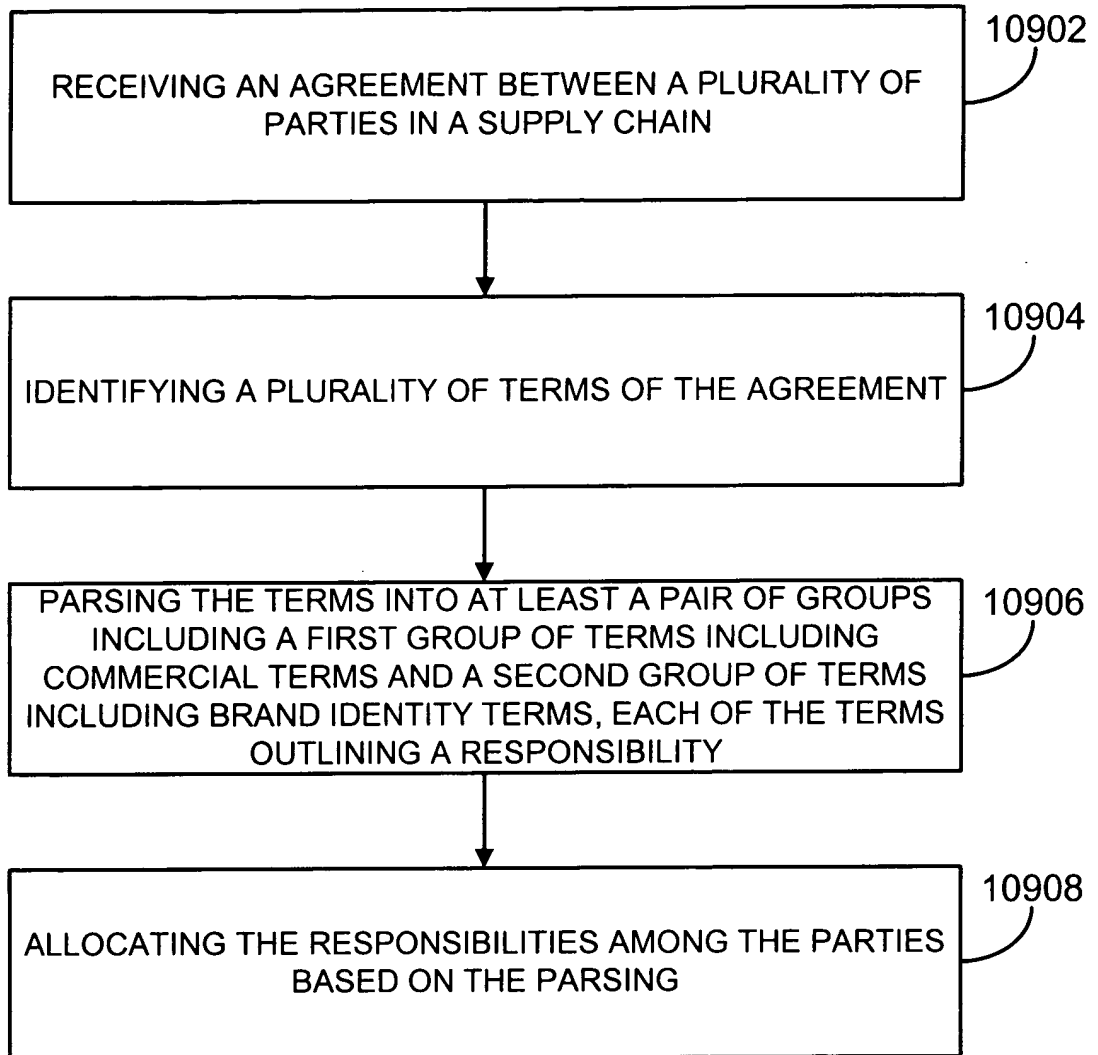 10902
RECEIVING AN AGREEMENT BETWEEN A PLURALITY OF
PARTIES IN A SUPPLY CHAIN
10904
IDENTIFYING A PLURALITY OF TERMS OF THE AGREEMENT
10906
PARSING THE TERMS INTO AT LEAST A PAIR OF GROUPS
INCLUDING A FIRST GROUP OF TERMS INCLUDING
COMMERCIAL TERMS AND A SECOND GROUP OF TERMS
INCLUDING BRAND IDENTITY TERMS, EACH OF THE TERMS
OUTLINING A RESPONSIBILITY
10908
ALLOCATING THE RESPONSIBILITIES AMONG THE PARTIES
BASED ON THE PARSING